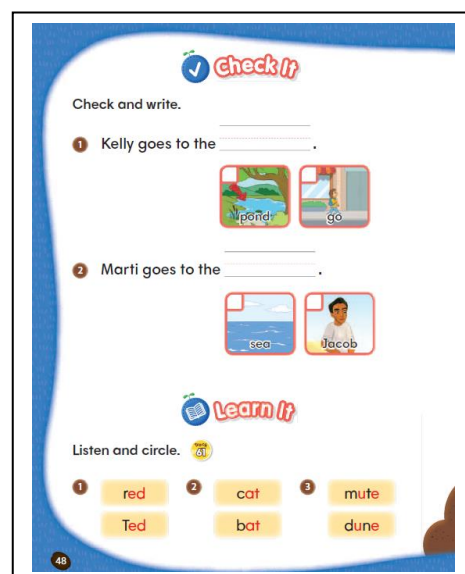 Check It
Check and write.
1 Kelly goes to the .
pond go
2 Marti goes to the .
sea Jacob
Learn It
Listen and circle. Track 61
1 red 2 cat 3 mute
Ted bat dune
48